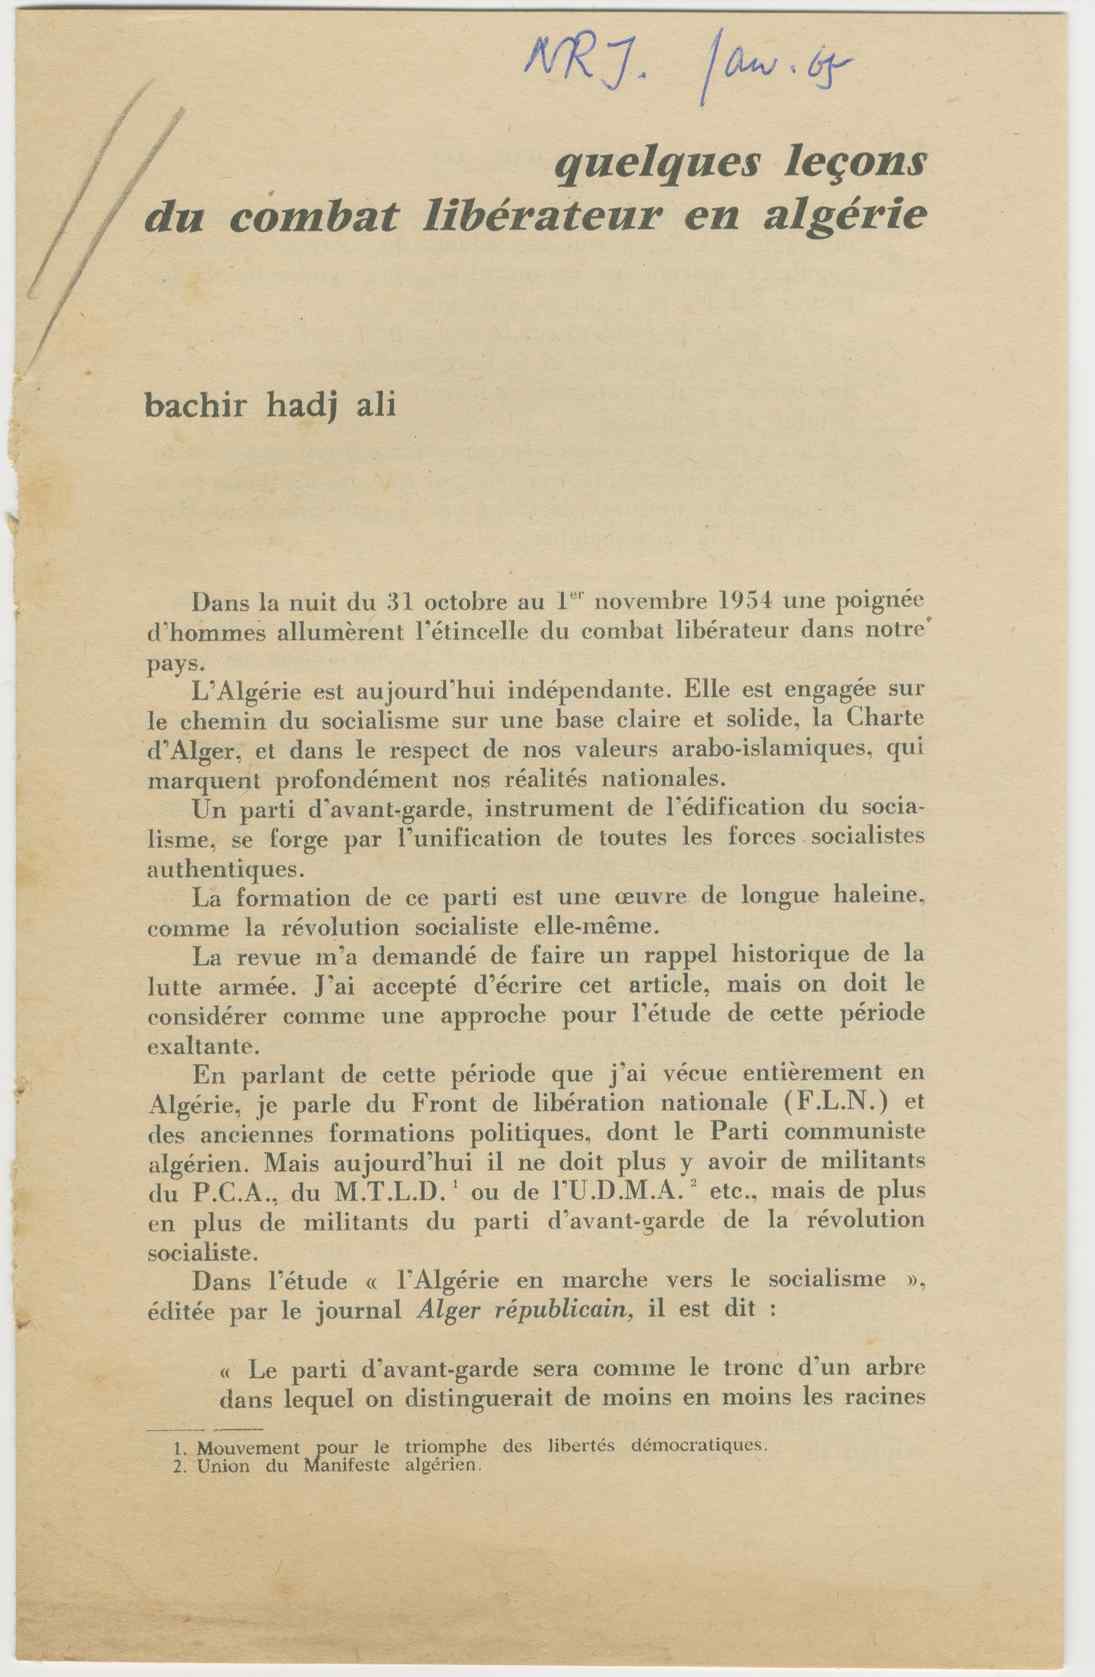 NRJ. Janv. 65
quelques leçons
du combat libérateur en algérie
bachir hadj ali
Dans la nuit du 31 octobre au 1er novembre 1954 une poignée
d'hommes allumèrent l'étincelle du combat libérateur dans notre
pays.
L'Algérie est aujourd'hui indépendante. Elle est engagée sur
le chemin du socialisme sur une base claire et solide, la Charte
d'Alger, et dans le respect de nos valeurs arabo-islamiques, qui
marquent profondément nos réalités nationales.
Un parti d'avant-garde, instrument de l'édification du socia-
lisme, se forge par l'unification de toutes les forces socialistes
authentiques.
La formation de ce parti est une œuvre de longue haleine,
comme la révolution socialiste elle-même.
La revue m'a demandé de faire un rappel historique de la
lutte armée. J'ai accepté d'écrire cet article, mais on doit le
considérer comme une approche pour l'étude de cette période
exaltante.
En parlant de cette période que j'ai vécue entièrement en
Algérie, je parle du Front de libération nationale (F.L.N.) et
des anciennes formations politiques, dont le Parti communiste
algérien. Mais aujourd'hui il ne doit plus y avoir de militants
du P.C.A., du M.T.L.D.¹ ou de l'U.D.M.A.² etc., mais de plus
en plus de militants du parti d'avant-garde de la révolution
socialiste.
Dans l'étude « l'Algérie en marche vers le socialisme »,
éditée par le journal Alger républicain, il est dit :
« Le parti d'avant-garde sera comme le tronc d'un arbre
dans lequel on distinguerait de moins en moins les racines
1. Mouvement pour le triomphe des libertés démocratiques.
2. Union du Manifeste algérien.